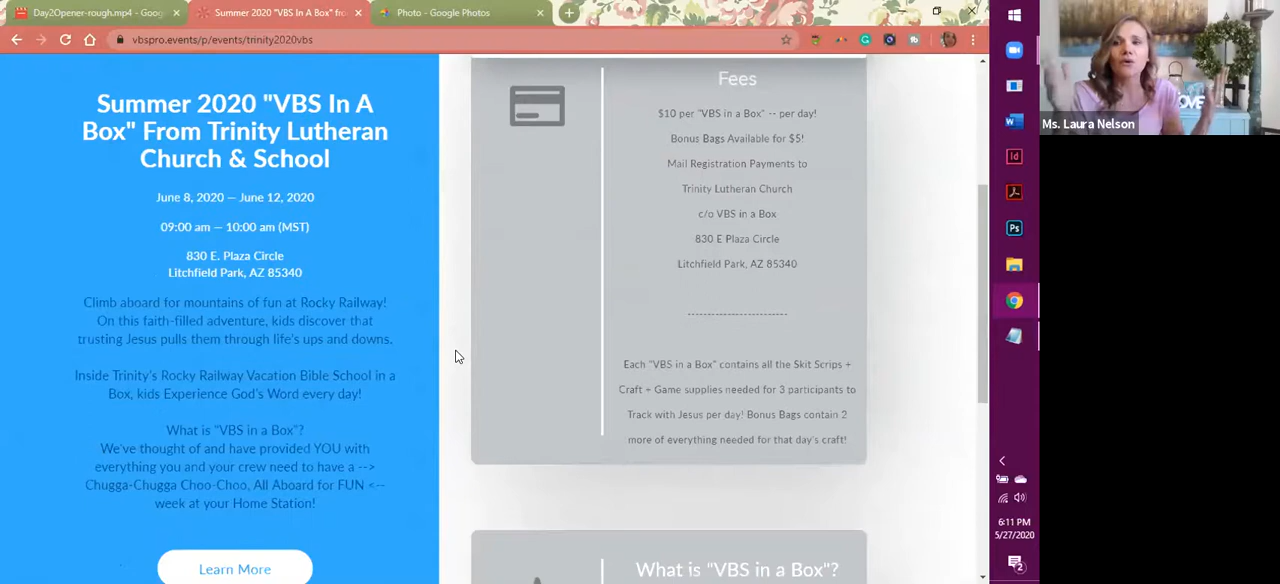 Day2Opener-rough.mp4 - Goog
Summer 2020 "VBS In A Box" fro
Photo - Google Photos
vbspro.events/p/events/trinity2020vbs
Summer 2020 "VBS In A
Box" From Trinity Lutheran
Church & School
June 8, 2020 — June 12, 2020
09:00 am — 10:00 am (MST)
830 E. Plaza Circle
Litchfield Park, AZ 85340
Climb aboard for mountains of fun at Rocky Railway!
On this faith-filled adventure, kids discover that
trusting Jesus pulls them through life's ups and downs.
Inside Trinity's Rocky Railway Vacation Bible School in a
Box, kids Experience God's Word every day!
What is "VBS in a Box"?
We've thought of and have provided YOU with
everything you and your crew need to have a -->
Chugga-Chugga Choo-Choo, All Aboard for FUN <--
week at your Home Station!
Learn More
Fees
$10 per "VBS in a Box" -- per day!
Bonus Bags Available for $5!
Mail Registration Payments to
Trinity Lutheran Church
c/o VBS in a Box
830 E Plaza Circle
Litchfield Park, AZ 85340
-------------------------
Each "VBS in a Box" contains all the Skit Scrips +
Craft + Game supplies needed for 3 participants to
Track with Jesus per day! Bonus Bags contain 2
more of everything needed for that day's craft!
What is "VBS in a Box"?
OVE
Ms. Laura Nelson
W
Id
Ps
6:11 PM
5/27/2020
2